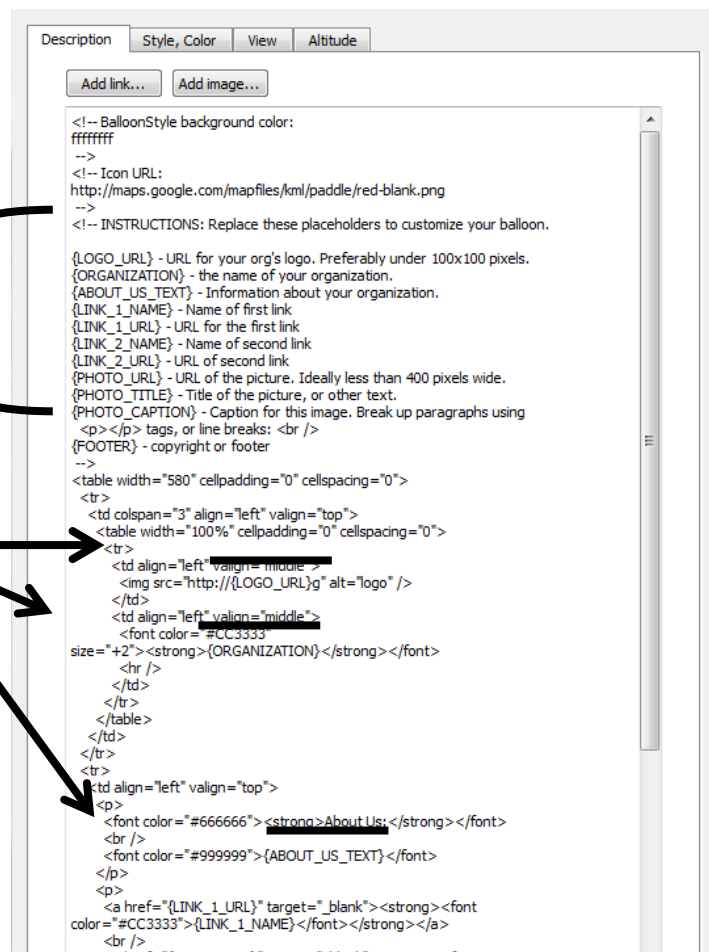 Description Style, Color View Altitude
Add link... Add image...
<!-- BalloonStyle background color:
ffffffff
-->
<!-- Icon URL:
http://maps.google.com/mapfiles/kml/paddle/red-blank.png
-->
<!-- INSTRUCTIONS: Replace these placeholders to customize your balloon.
{LOGO_URL} - URL for your org's logo. Preferably under 100x100 pixels.
{ORGANIZATION} - the name of your organization.
{ABOUT_US_TEXT} - Information about your organization.
{LINK_1_NAME} - Name of first link
{LINK_1_URL} - URL for the first link
{LINK_2_NAME} - Name of second link
{LINK_2_URL} - URL of second link
{PHOTO_URL} - URL of the picture. Ideally less than 400 pixels wide.
{PHOTO_TITLE} - Title of the picture, or other text.
{PHOTO_CAPTION} - Caption for this image. Break up paragraphs using
<p></p> tags, or line breaks: <br />
{FOOTER} - copyright or footer
-->
<table width="580" cellpadding="0" cellspacing="0">
<tr>
<td colspan="3" align="left" valign="top">
<table width="100%" cellpadding="0" cellspacing="0">
<tr>
<td align="left" valign="middle">
<img src="http://{LOGO_URL}g" alt="logo" />
</td>
<td align="left" valign="middle">
<font color="#CC3333"
size="+2"><strong>{ORGANIZATION}</strong></font>
<hr />
</td>
</tr>
</table>
</td>
</tr>
<tr>
<td align="left" valign="top">
<p>
<font color="#666666"><strong>About Us:</strong></font>
<br />
<font color="#999999">{ABOUT_US_TEXT}</font>
</p>
<p>
<a href="{LINK_1_URL}" target="_blank"><strong><font
color="#CC3333">{LINK_1_NAME}</font></strong></a>
<br />